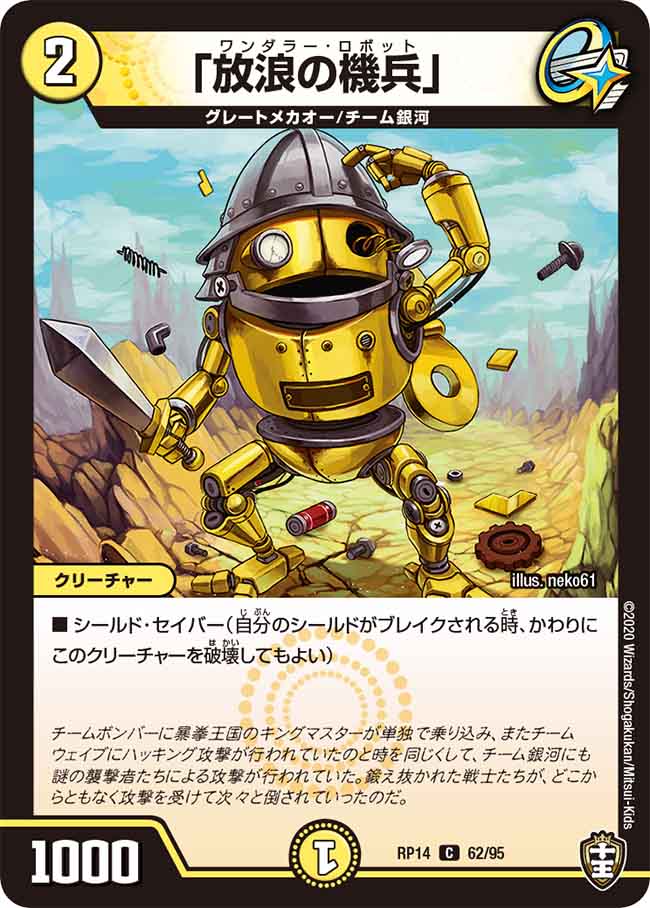 2
ワンダラー・ロボット
「放浪の機兵」
グレートメカオー/チーム銀河
illus. neko61
クリーチャー
■ シールド・セイバー（自分のシールドがブレイクされる時、かわりに
このクリーチャーを破壊してもよい）
チームボンバーに暴拳王国のキングマスターが単独で乗り込み、またチーム
ウェイブにハッキング攻撃が行われていたのと時を同じくして、チーム銀河にも
謎の襲撃者たちによる攻撃が行われていた。鍛え抜かれた戦士たちが、どこか
らともなく攻撃を受けて次々と倒されていったのだ。
©2020 Wizards/Shogakukan/Mitsui-Kids
1000
1
RP14 C 62/95
十王